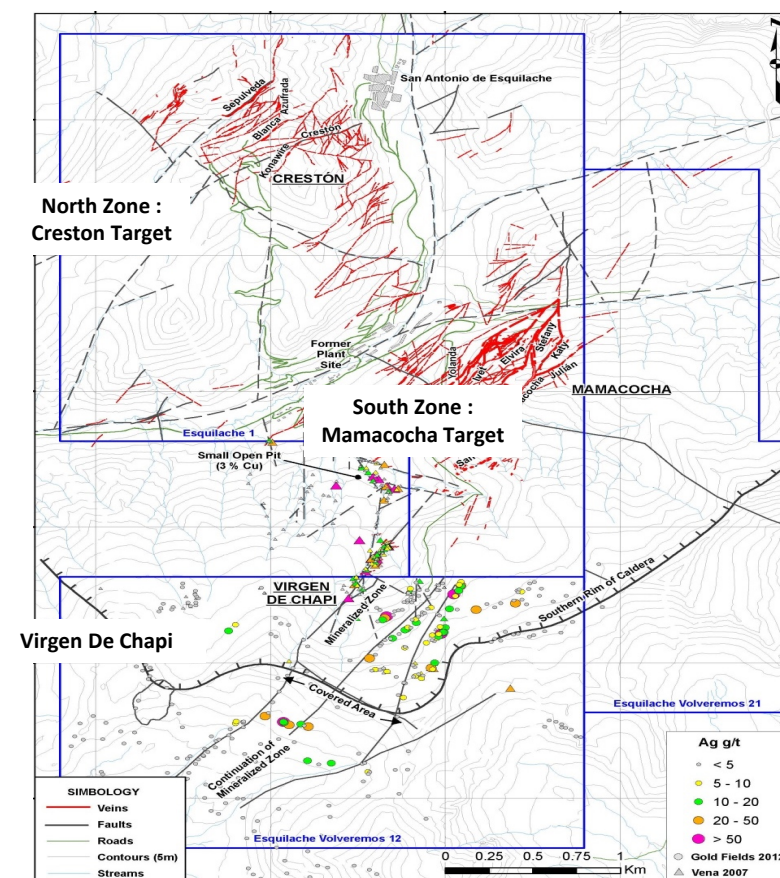 San Antonio de Esquilache
Sepulveda
Azufrada
Blanca
Creston
Konawire
CRESTÓN
North Zone :
Creston Target
Former
Plant
Site
Yolanda
Ivet
Elvira
Stefany
Katy
Julián
MAMACOCHA
South Zone :
Mamacocha Target
Esquilache 1
Small Open Pit
(3 % Cu)
VIRGEN
DE CHAPI
Mineralized Zone
Southern Rim of Caldera
Virgen De Chapi
Covered Area
Esquilache Volveremos 21
Continuation of
Mineralized Zone
Esquilache Volveremos 12
SIMBOLOGY
Veins
Faults
Roads
Contours (5m)
Streams
Ag g/t
< 5
5 - 10
10 - 20
20 - 50
> 50
Gold Fields 2012
Vena 2007
0 0.25 0.5 0.75 1
Km